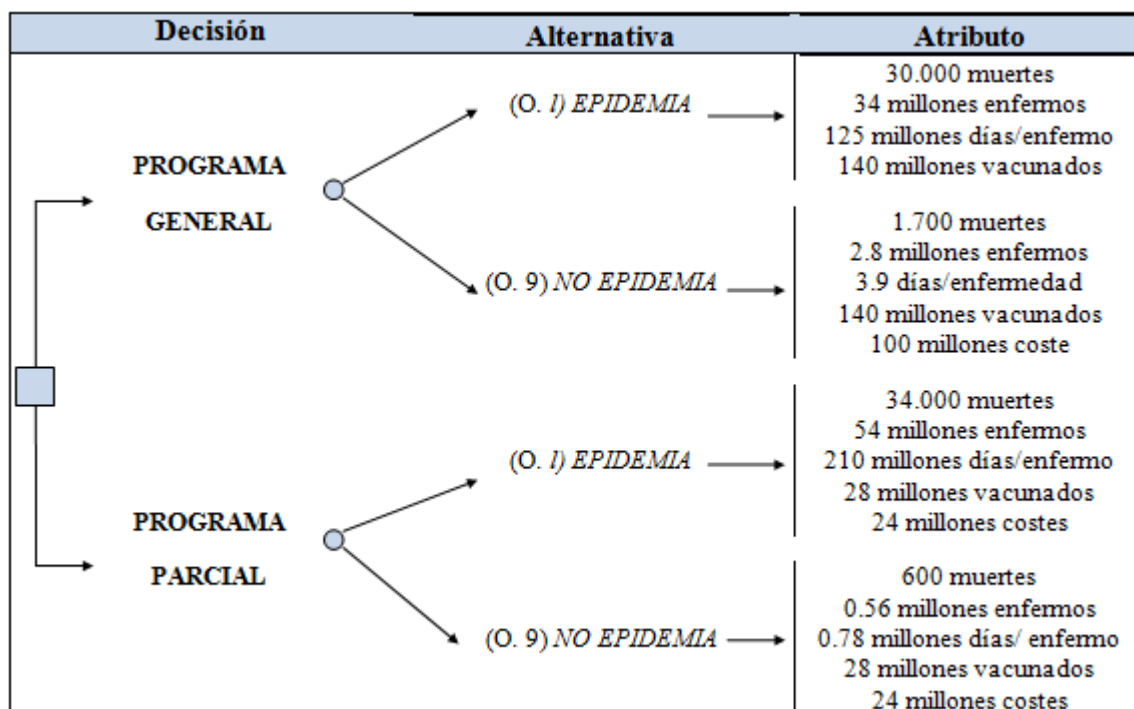 Decisión
Alternativa
Atributo
PROGRAMA
GENERAL
(O. l) EPIDEMIA
30.000 muertes
34 millones enfermos
125 millones días/enfermo
140 millones vacunados
(O. 9) NO EPIDEMIA
1.700 muertes
2.8 millones enfermos
3.9 días/enfermedad
140 millones vacunados
100 millones coste
PROGRAMA
PARCIAL
(O. l) EPIDEMIA
34.000 muertes
54 millones enfermos
210 millones días/enfermo
28 millones vacunados
24 millones costes
(O. 9) NO EPIDEMIA
600 muertes
0.56 millones enfermos
0.78 millones días/ enfermo
28 millones vacunados
24 millones costes